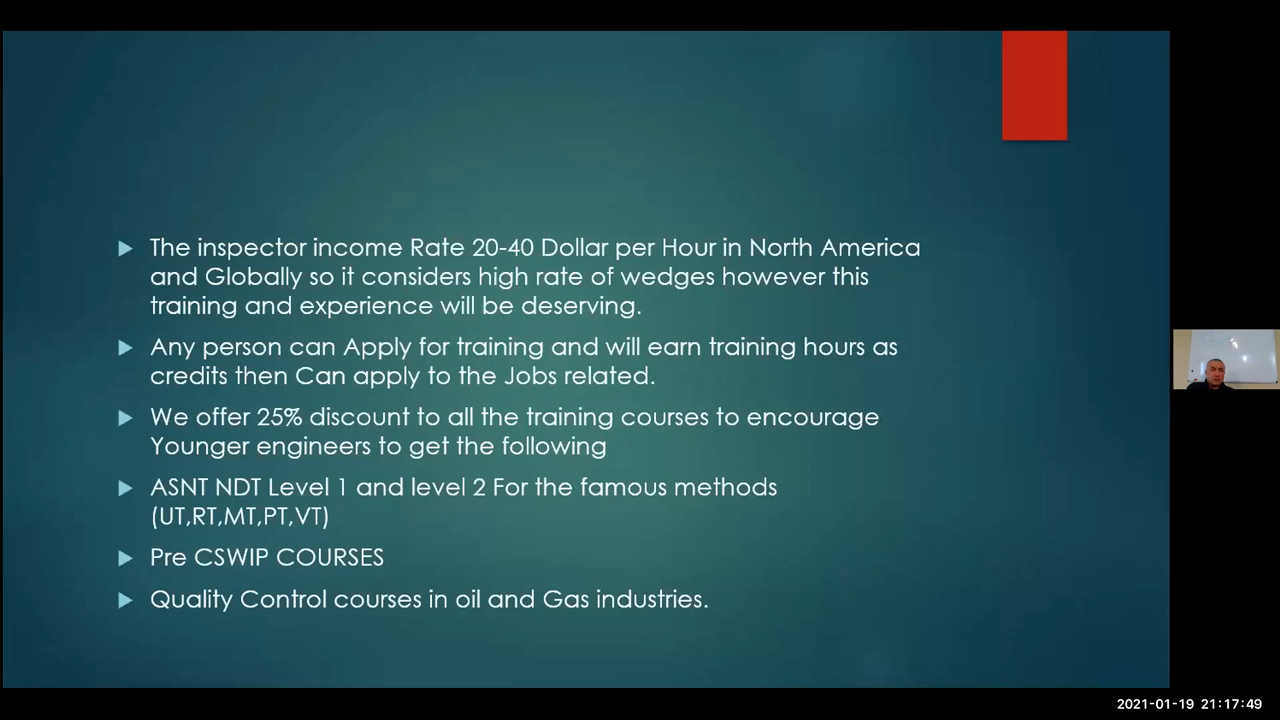 The inspector income Rate 20-40 Dollar per Hour in North America
and Globally so it considers high rate of wedges however this
training and experience will be deserving.
Any person can Apply for training and will earn training hours as
credits then Can apply to the Jobs related.
We offer 25% discount to all the training courses to encourage
Younger engineers to get the following
ASNT NDT Level 1 and level 2 For the famous methods
(UT,RT,MT,PT,VT)
Pre CSWIP COURSES
Quality Control courses in oil and Gas industries.
2021-01-19 21:17:49